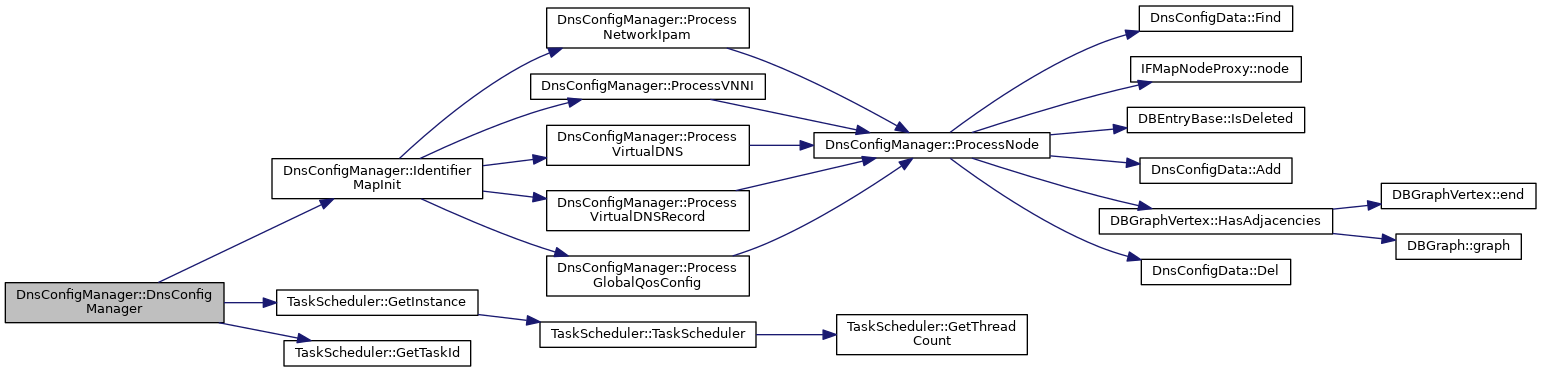 DnsConfigManager::DnsConfig
Manager
DnsConfigManager::Identifier
MapInit
TaskScheduler::GetInstance
TaskScheduler::GetTaskId
DnsConfigManager::Process
NetworkIpam
DnsConfigManager::ProcessVNNI
DnsConfigManager::Process
VirtualDNS
DnsConfigManager::Process
VirtualDNSRecord
DnsConfigManager::Process
GlobalQosConfig
TaskScheduler::TaskScheduler
DnsConfigManager::ProcessNode
TaskScheduler::GetThread
Count
DnsConfigData::Find
IFMapNodeProxy::node
DBEntryBase::IsDeleted
DnsConfigData::Add
DBGraphVertex::HasAdjacencies
DnsConfigData::Del
DBGraphVertex::end
DBGraph::graph